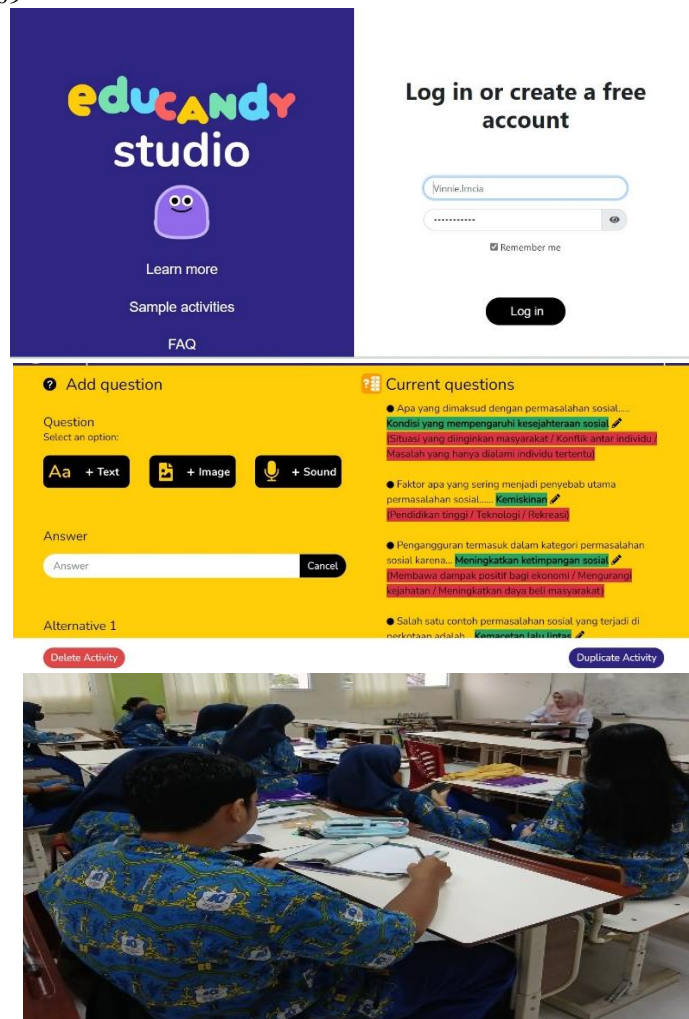 educandy
studio
Learn more
Sample activities
FAQ
Log in or create a free
account
Vinnie.lmcia
•••••••••••
Remember me
Log in
Add question
Question
Select an option:
Aa + Text
+ Image
+ Sound
Answer
Answer
Cancel
Alternative 1
Current questions
Apa yang dimaksud dengan permasalahan sosial.....
Kondisi yang mempengaruhi kesejahteraan sosial
(Situasi yang diinginkan masyarakat / Konflik antar individu /
Masalah yang hanya dialami individu tertentu)
Faktor apa yang sering menjadi penyebab utama
permasalahan sosial...... Kemiskinan
(Pendidikan tinggi / Teknologi / Rekreasi)
Pengangguran termasuk dalam kategori permasalahan
sosial karena... Meningkatkan ketimpangan sosial
(Membawa dampak positif bagi ekonomi / Mengurangi
kejahatan / Meningkatkan daya beli masyarakat)
Salah satu contoh permasalahan sosial yang terjadi di
perkotaan adalah.. Kemacetan lalu lintas
Delete Activity
Duplicate Activity